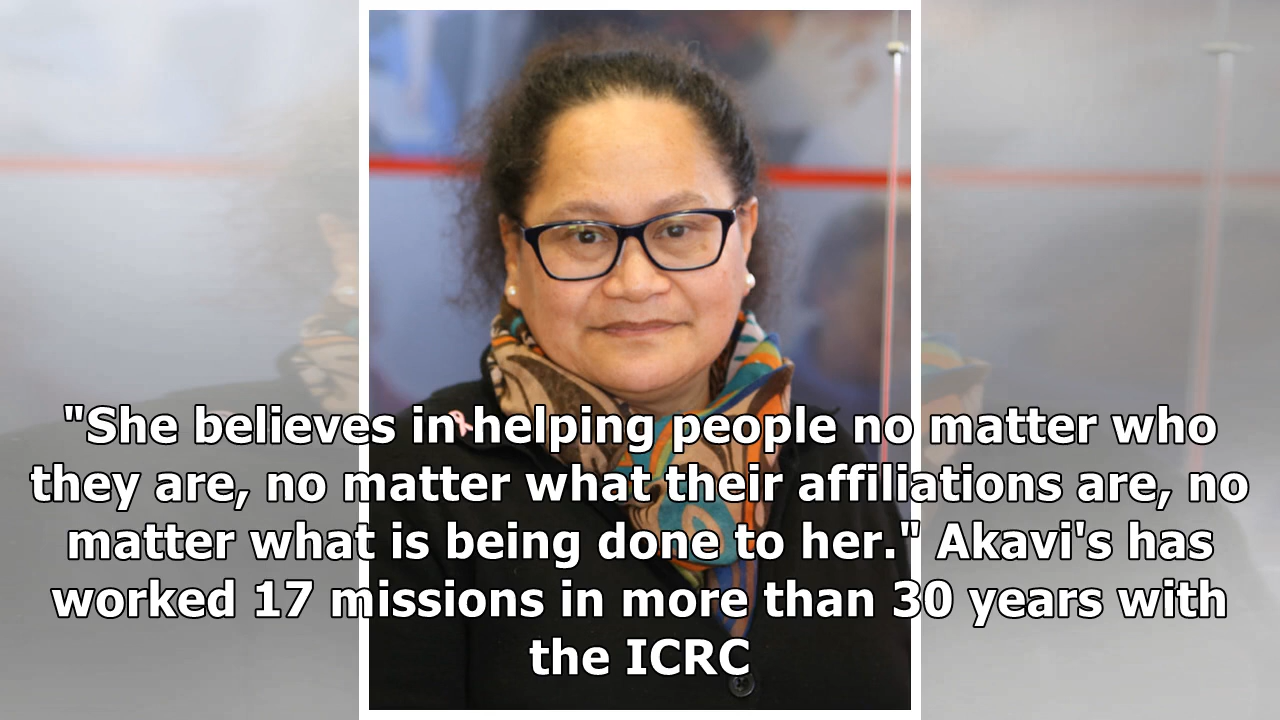 "She believes in helping people no matter who
they are, no matter what their affiliations are, no
matter what is being done to her." Akavi's has
worked 17 missions in more than 30 years with
the ICRC